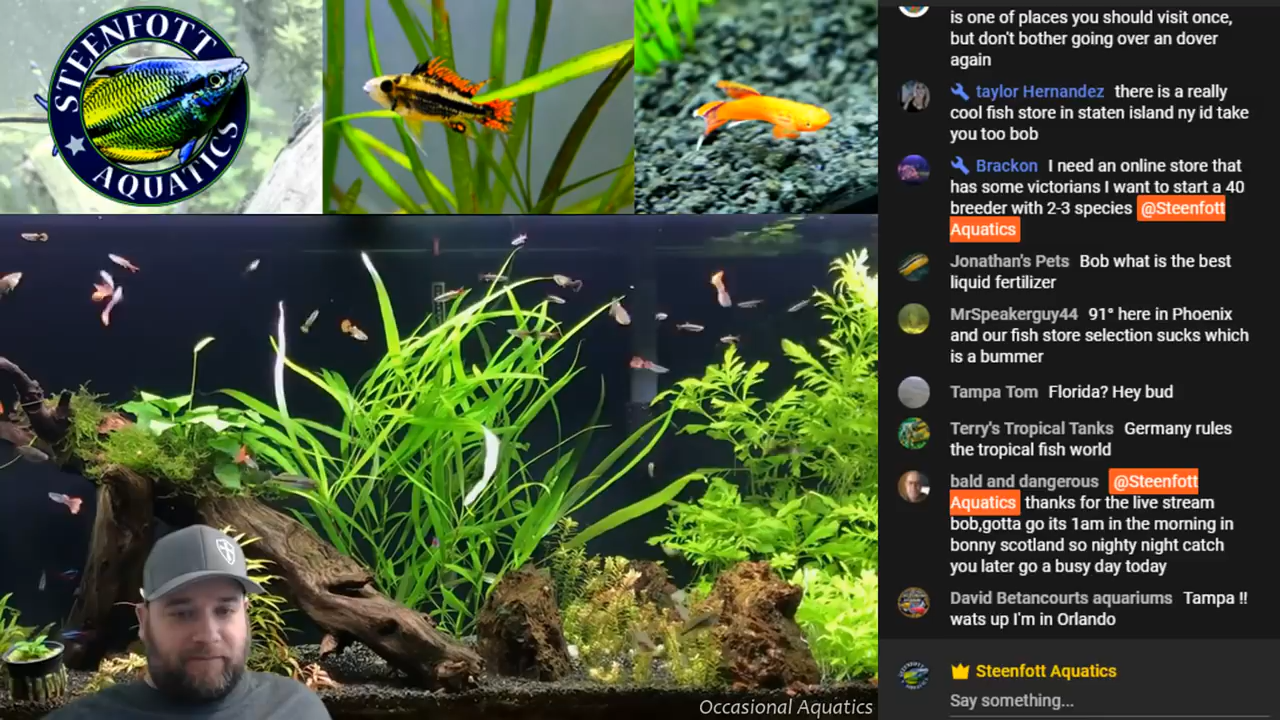 STEENFOTT
AQUATICS
is one of places you should visit once,
but don't bother going over an dover
again
taylor Hernandez there is a really
cool fish store in staten island ny id take
you too bob
Brackon I need an online store that
has some victorians I want to start a 40
breeder with 2-3 species @Steenfott
Aquatics
Jonathan's Pets Bob what is the best
liquid fertilizer
MrSpeakerguy44 91° here in Phoenix
and our fish store selection sucks which
is a bummer
Tampa Tom Florida? Hey bud
Terry's Tropical Tanks Germany rules
the tropical fish world
bald and dangerous @Steenfott
Aquatics thanks for the live stream
bob,gotta go its 1am in the morning in
bonny scotland so nighty night catch
you later go a busy day today
David Betancourts aquariums Tampa !!
wats up I'm in Orlando
Steenfott Aquatics
Say something...
Occasional Aquatics